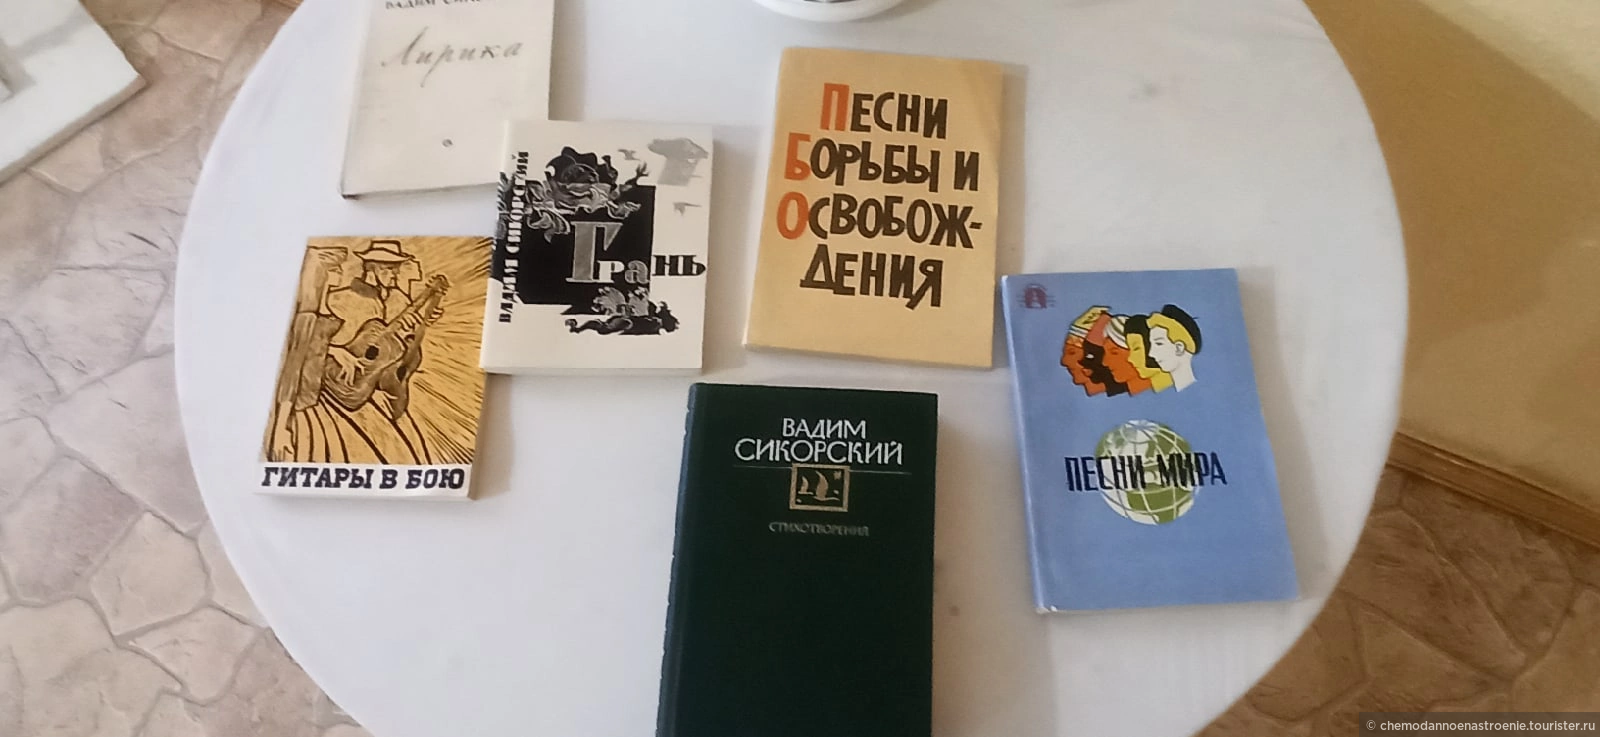 ВАДИМ
Лирика
ВАДИМ СИКОРСКИЙ
Грань
ПЕСНИ
БОРЬБЫ И
ОСВОБОЖ-
ДЕНИЯ
ГИТАРЫ В БОЮ
ВАДИМ
СИКОРСКИЙ
СТИХОТВОРЕНИЯ
ПЕСНИ МИРА
© chemodannoenastroenie.tourister.ru